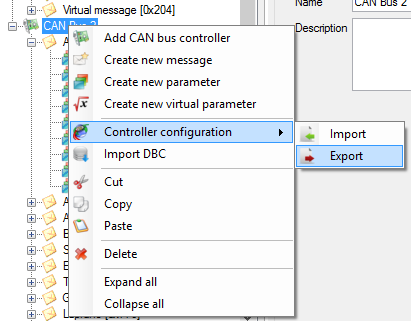 Virtual message [0x204]
CAN Bus 2
Name
CAN Bus 2
Description
Add CAN bus controller
Create new message
Create new parameter
Create new virtual parameter
Controller configuration
Import
Export
Import DBC
Cut
Copy
Paste
Delete
Expand all
Collapse all